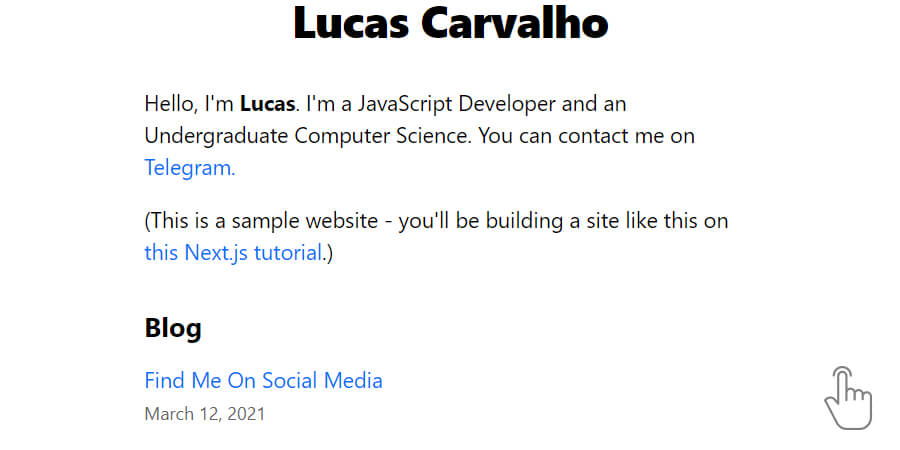 Lucas Carvalho
Hello, I'm Lucas. I'm a JavaScript Developer and an
Undergraduate Computer Science. You can contact me on
Telegram.
(This is a sample website - you'll be building a site like this on
this Next.js tutorial.)
Blog
Find Me On Social Media
March 12, 2021